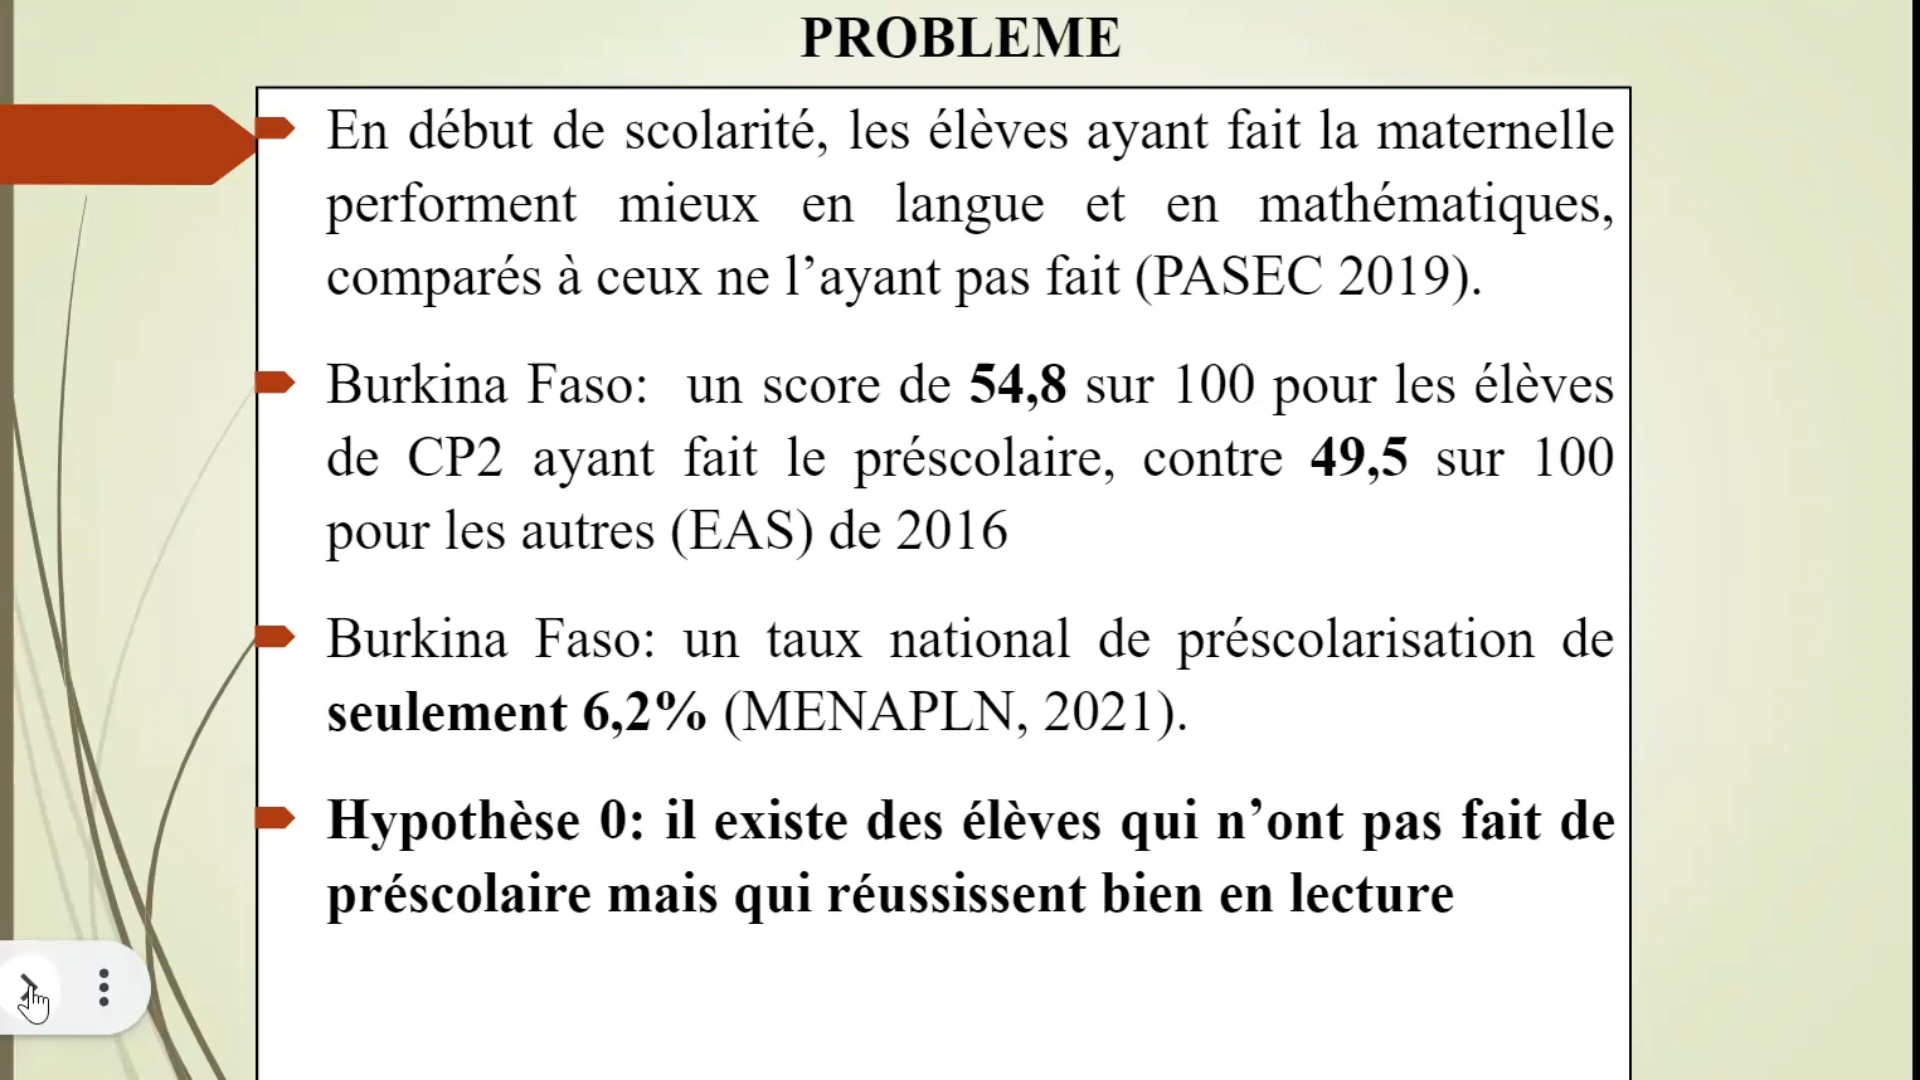 PROBLEME
En début de scolarité, les élèves ayant fait la maternelle
performent mieux en langue et en mathématiques,
comparés à ceux ne l’ayant pas fait (PASEC 2019).
Burkina Faso: un score de 54,8 sur 100 pour les élèves
de CP2 ayant fait le préscolaire, contre 49,5 sur 100
pour les autres (EAS) de 2016
Burkina Faso: un taux national de préscolarisation de
seulement 6,2% (MENAPLN, 2021).
Hypothèse 0: il existe des élèves qui n’ont pas fait de
préscolaire mais qui réussissent bien en lecture